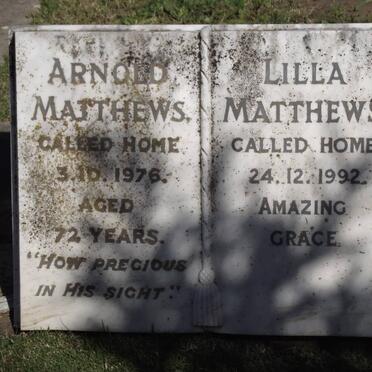 ARNOLD
MATTHEWS.
CALLED HOME
3.10.1976.
AGED
72 YEARS.
"HOW PRECIOUS
IN HIS SIGHT."
LILLA
MATTHEWS
CALLED HOME
24.12.1992.
AMAZING
GRACE